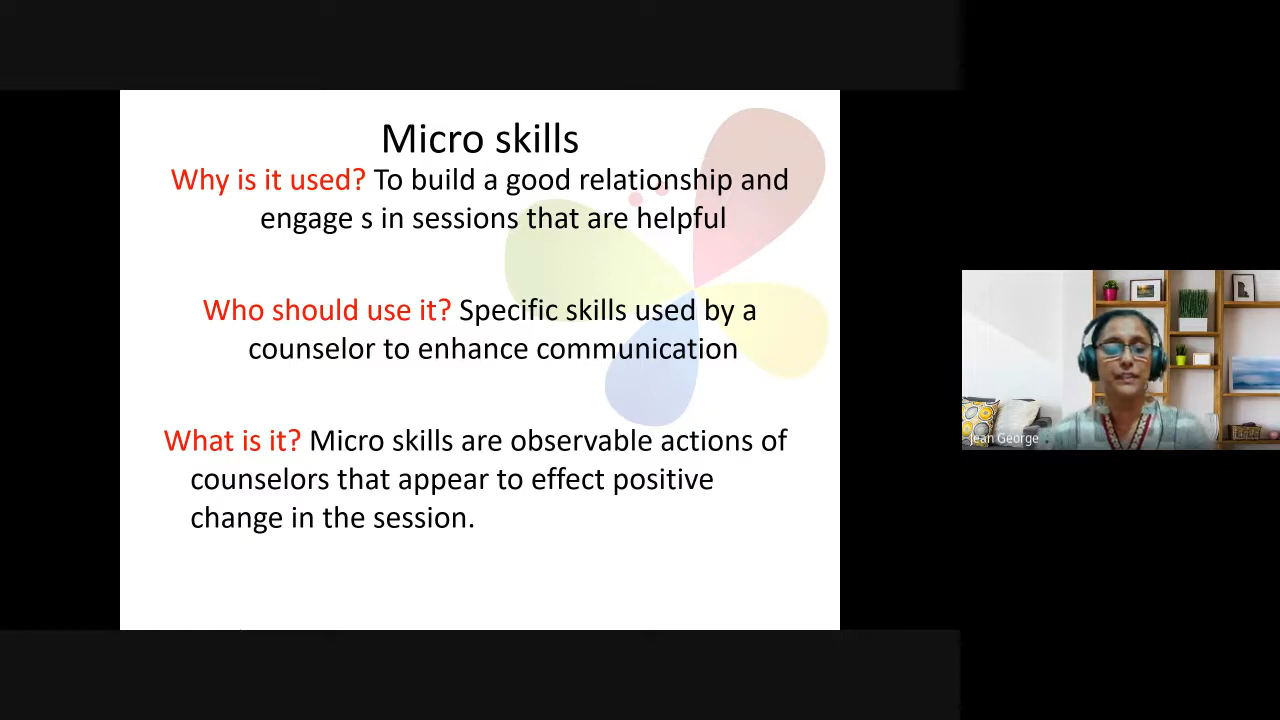 Micro skills
Why is it used? To build a good relationship and
engage s in sessions that are helpful
Who should use it? Specific skills used by a
counselor to enhance communication
What is it? Micro skills are observable actions of
counselors that appear to effect positive
change in the session.
Jean George